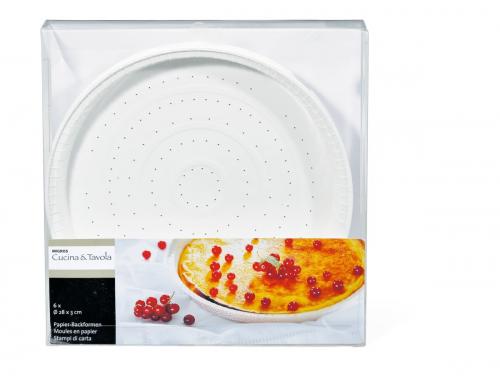 MIGROS
Cucina & Tavola
6 x
Ø 28 x 3 cm
Papier-Backformen
Moules en papier
Stampi di carta